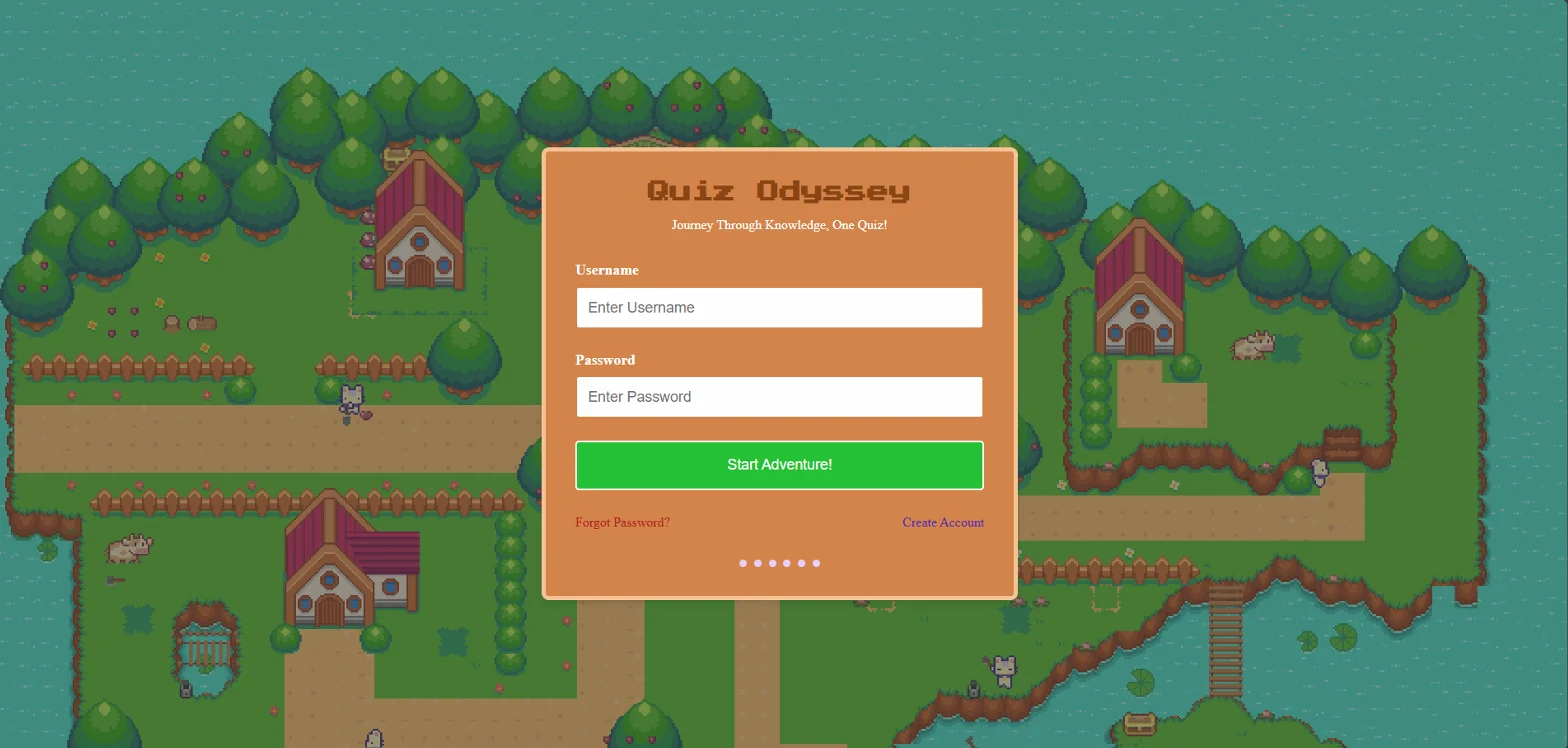 Quiz Odyssey
Journey Through Knowledge, One Quiz!
Username
Enter Username
Password
Enter Password
Start Adventure!
Forgot Password?
Create Account